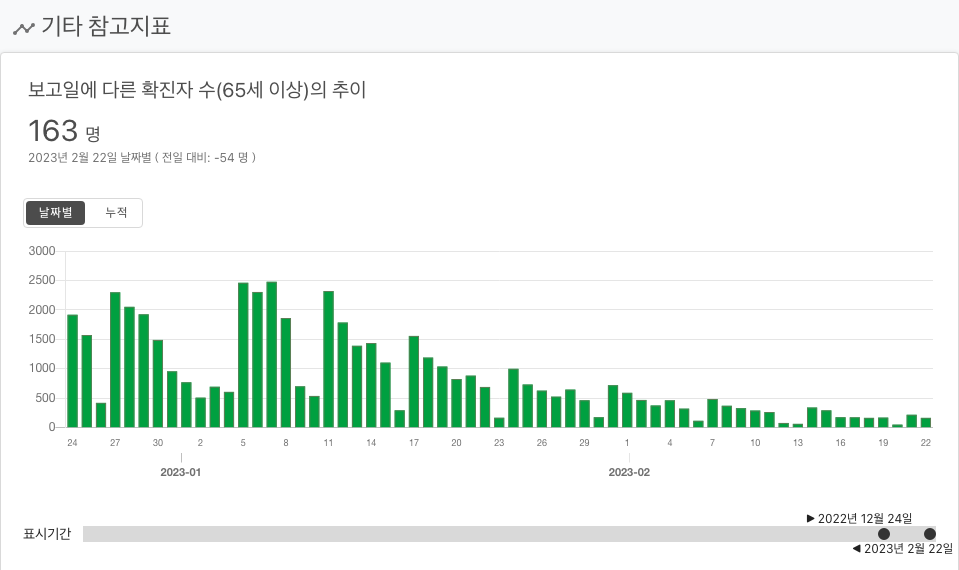 기타 참고지표
보고일에 다른 확진자 수(65세 이상)의 추이
163 명
2023년 2월 22일 날짜별 ( 전일 대비: -54 명 )
날짜별 누적
3000
2500
2000
1500
1000
500
0
24 27 30 2 5 8 11 14 17 20 23 26 29 1 4 7 10 13 16 19 22
2023-01 2023-02
▶ 2022년 12월 24일
표시기간
◀ 2023년 2월 22일